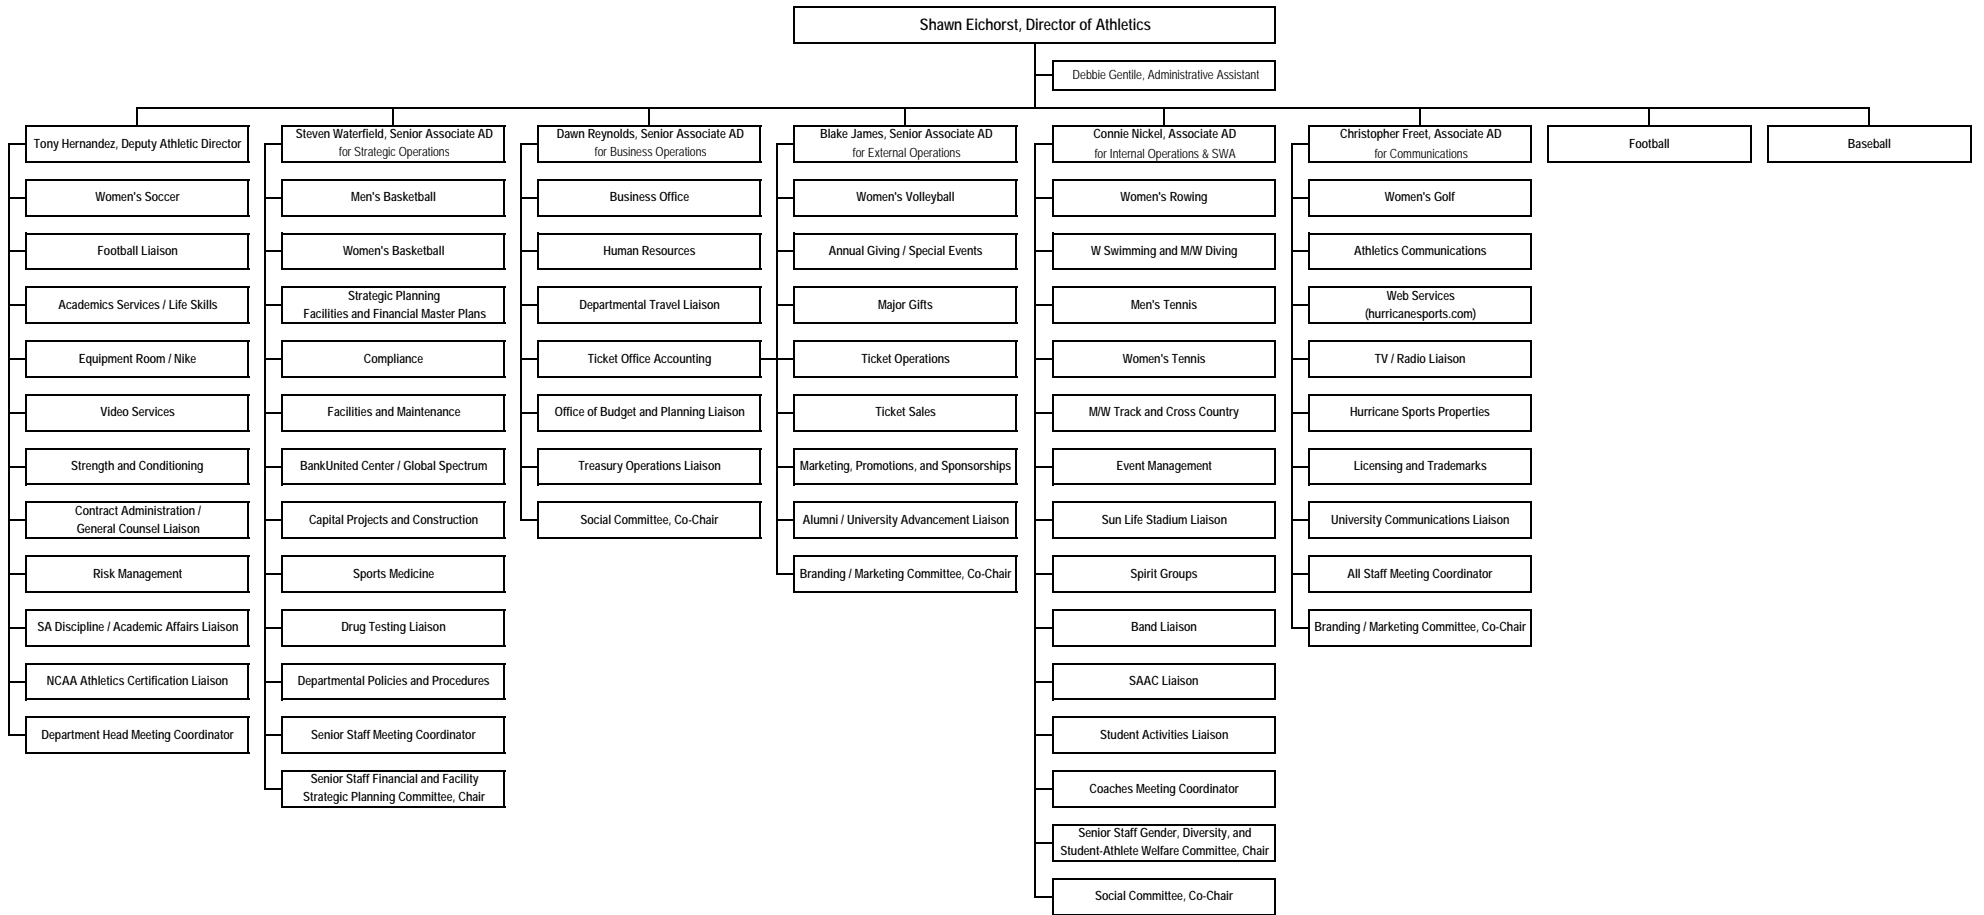 Shawn Eichorst, Director of Athletics
Debbie Gentile, Administrative Assistant
Tony Hernandez, Deputy Athletic Director
Women's Soccer
Football Liaison
Academics Services / Life Skills
Equipment Room / Nike
Video Services
Strength and Conditioning
Contract Administration /
General Counsel Liaison
Risk Management
SA Discipline / Academic Affairs Liaison
NCAA Athletics Certification Liaison
Department Head Meeting Coordinator
Steven Waterfield, Senior Associate AD
for Strategic Operations
Men's Basketball
Women's Basketball
Strategic Planning
Facilities and Financial Master Plans
Compliance
Facilities and Maintenance
BankUnited Center / Global Spectrum
Capital Projects and Construction
Sports Medicine
Drug Testing Liaison
Departmental Policies and Procedures
Senior Staff Meeting Coordinator
Senior Staff Financial and Facility
Strategic Planning Committee, Chair
Dawn Reynolds, Senior Associate AD
for Business Operations
Business Office
Human Resources
Departmental Travel Liaison
Ticket Office Accounting
Office of Budget and Planning Liaison
Treasury Operations Liaison
Social Committee, Co-Chair
Blake James, Senior Associate AD
for External Operations
Women's Volleyball
Annual Giving / Special Events
Major Gifts
Ticket Operations
Ticket Sales
Marketing, Promotions, and Sponsorships
Alumni / University Advancement Liaison
Branding / Marketing Committee, Co-Chair
Connie Nickel, Associate AD
for Internal Operations & SWA
Women's Rowing
W Swimming and M/W Diving
Men's Tennis
Women's Tennis
M/W Track and Cross Country
Event Management
Sun Life Stadium Liaison
Spirit Groups
Band Liaison
SAAC Liaison
Student Activities Liaison
Coaches Meeting Coordinator
Senior Staff Gender, Diversity, and
Student-Athlete Welfare Committee, Chair
Social Committee, Co-Chair
Christopher Freet, Associate AD
for Communications
Women's Golf
Athletics Communications
Web Services
(hurricanesports.com)
TV / Radio Liaison
Hurricane Sports Properties
Licensing and Trademarks
University Communications Liaison
All Staff Meeting Coordinator
Branding / Marketing Committee, Co-Chair
Football
Baseball